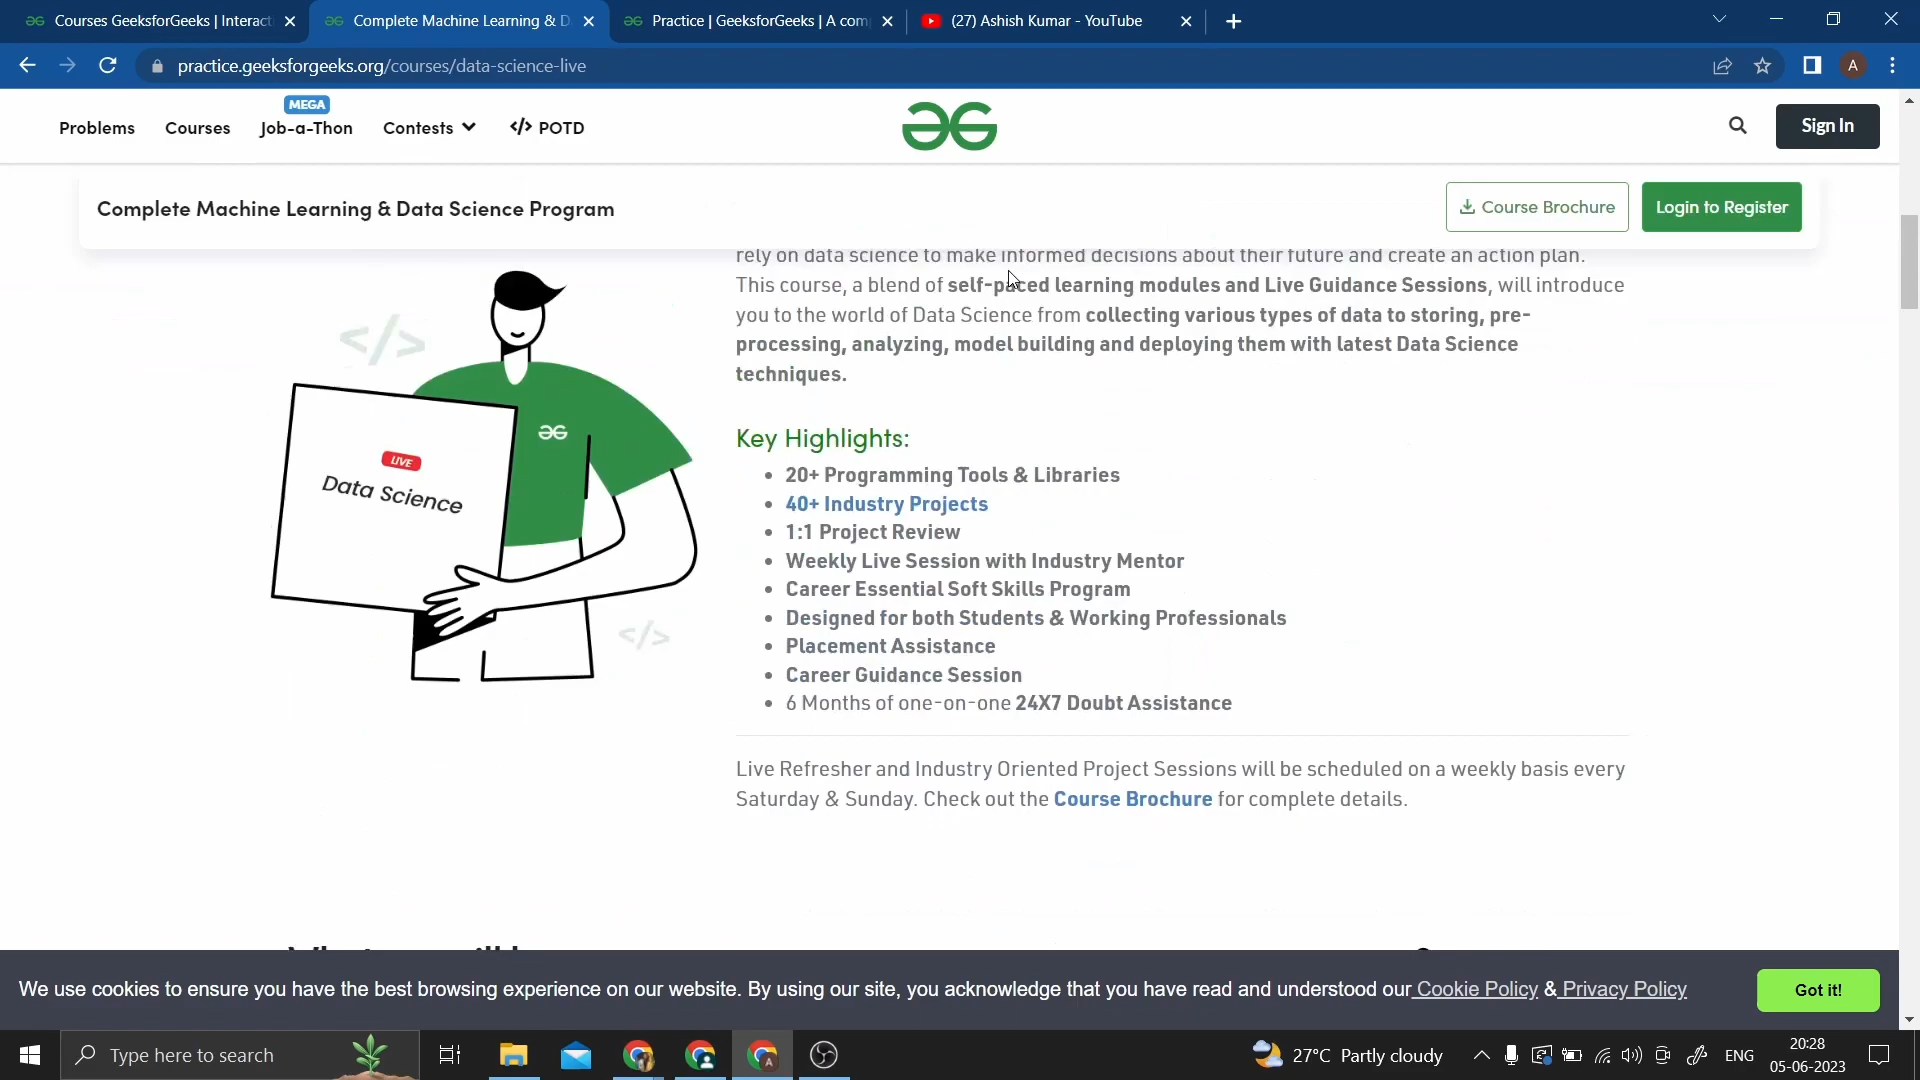 Courses GeeksforGeeks | Interact
Complete Machine Learning & D
Practice | GeeksforGeeks | A com
(27) Ashish Kumar - YouTube
practice.geeksforgeeks.org/courses/data-science-live
A
Problems
Courses
MEGA
Job-a-Thon
Contests
</> POTD
Sign In
Complete Machine Learning & Data Science Program
Course Brochure
Login to Register
rely on data science to make informed decisions about their future and create an action plan.
This course, a blend of self-paced learning modules and Live Guidance Sessions, will introduce
you to the world of Data Science from collecting various types of data to storing, pre-
processing, analyzing, model building and deploying them with latest Data Science
techniques.
</>
LIVE
Data Science
</>
Key Highlights:
• 20+ Programming Tools & Libraries
• 40+ Industry Projects
• 1:1 Project Review
• Weekly Live Session with Industry Mentor
• Career Essential Soft Skills Program
• Designed for both Students & Working Professionals
• Placement Assistance
• Career Guidance Session
• 6 Months of one-on-one 24X7 Doubt Assistance
Live Refresher and Industry Oriented Project Sessions will be scheduled on a weekly basis every
Saturday & Sunday. Check out the Course Brochure for complete details.
We use cookies to ensure you have the best browsing experience on our website. By using our site, you acknowledge that you have read and understood our Cookie Policy & Privacy Policy
Got it!
Type here to search
27°C Partly cloudy
ENG
20:28
05-06-2023